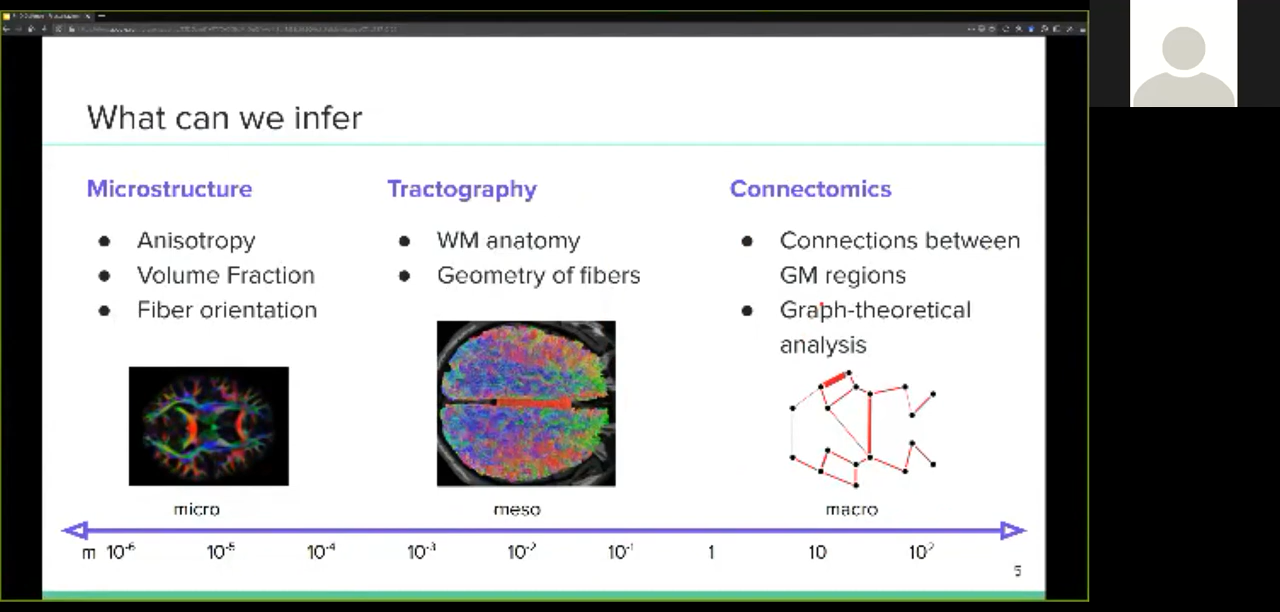 What can we infer
Microstructure
● Anisotropy
● Volume Fraction
● Fiber orientation
Tractography
● WM anatomy
● Geometry of fibers
Connectomics
● Connections between
GM regions
● Graph-theoretical
analysis
micro meso macro
m 10⁻⁶ 10⁻⁵ 10⁻⁴ 10⁻³ 10⁻² 10⁻¹ 1 10 10²
5